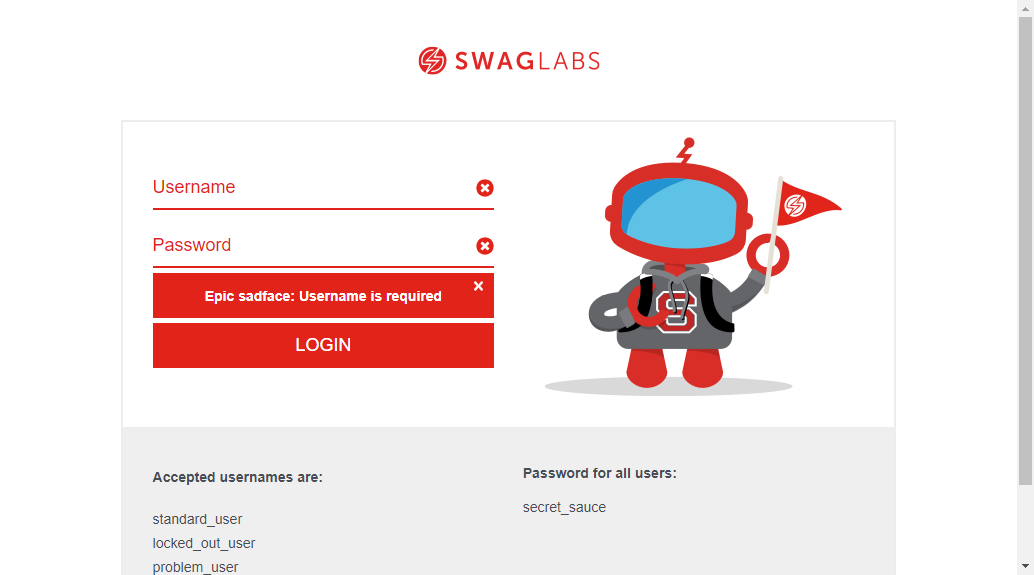 SWAGLABS
Username
Password
Epic sadface: Username is required
LOGIN
S
Accepted usernames are:
standard_user
locked_out_user
problem_user
Password for all users:
secret_sauce